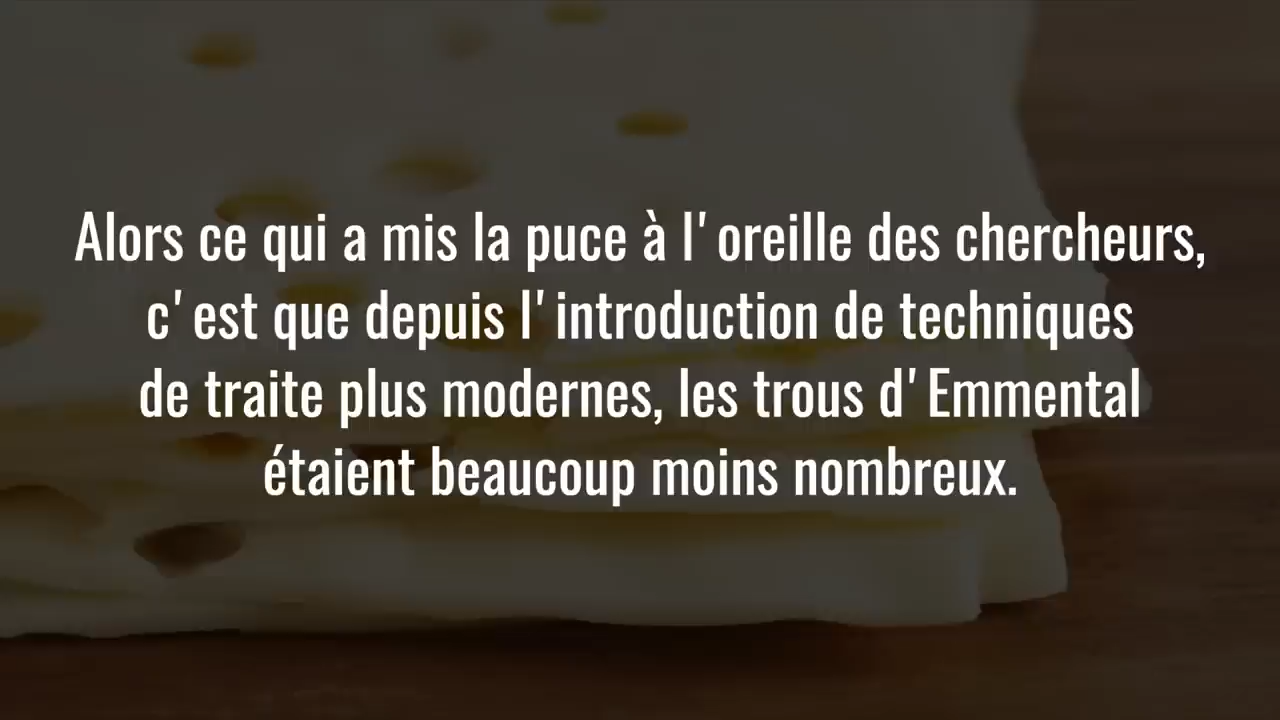 Alors ce qui a mis la puce à l'oreille des chercheurs,
c'est que depuis l'introduction de techniques
de traite plus modernes, les trous d'Emmental
étaient beaucoup moins nombreux.